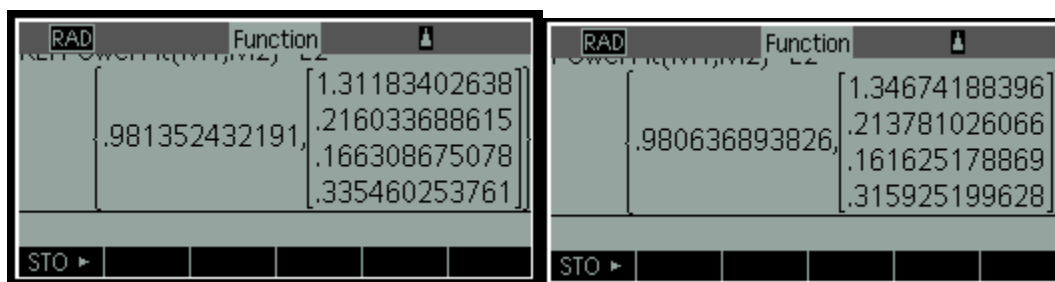 RAD Function
[1.31183402638]
.216033688615
{.981352432191, .166308675078
.335460253761]}
STO ►
RAD Function
[1.34674188396]
.213781026066
{.980636893826, .161625178869
.315925199628]
STO ►